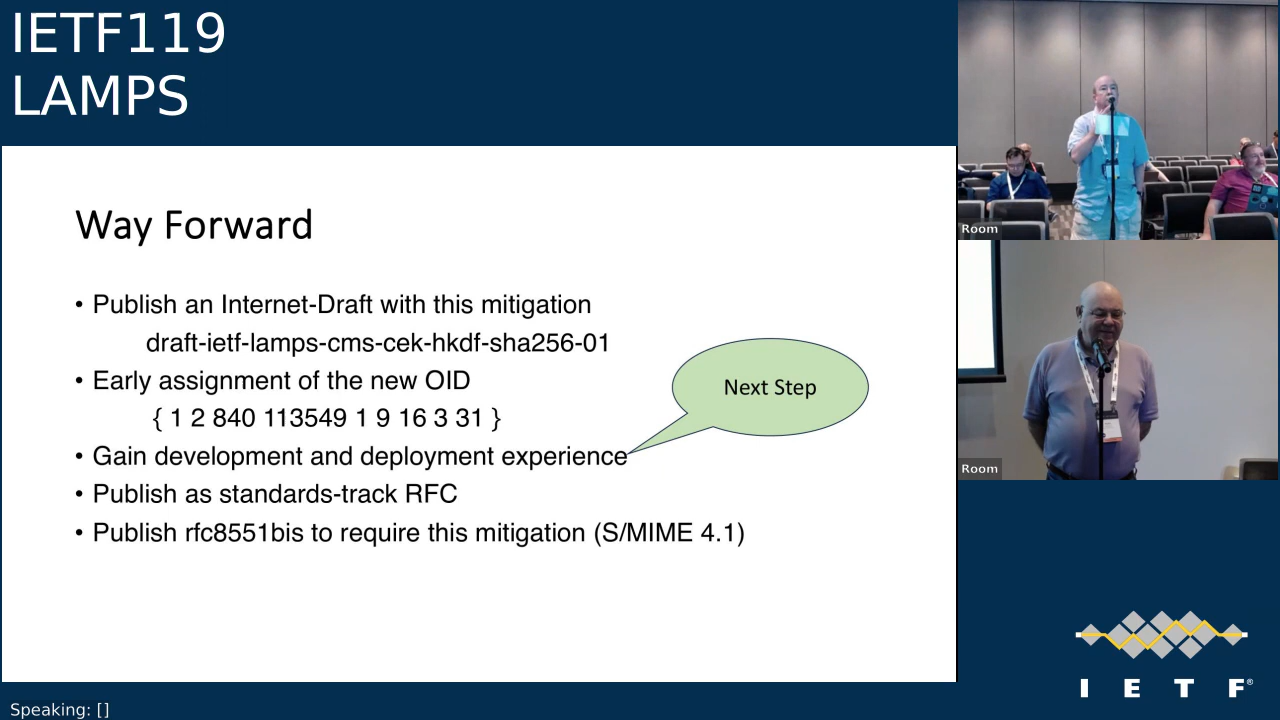 IETF119
LAMPS
Way Forward
• Publish an Internet-Draft with this mitigation
draft-ietf-lamps-cms-cek-hkdf-sha256-01
• Early assignment of the new OID
{ 1 2 840 113549 1 9 16 3 31 }
• Gain development and deployment experience
Next Step
• Publish as standards-track RFC
• Publish rfc8551bis to require this mitigation (S/MIME 4.1)
Room
Room
I E T F®
Speaking: []